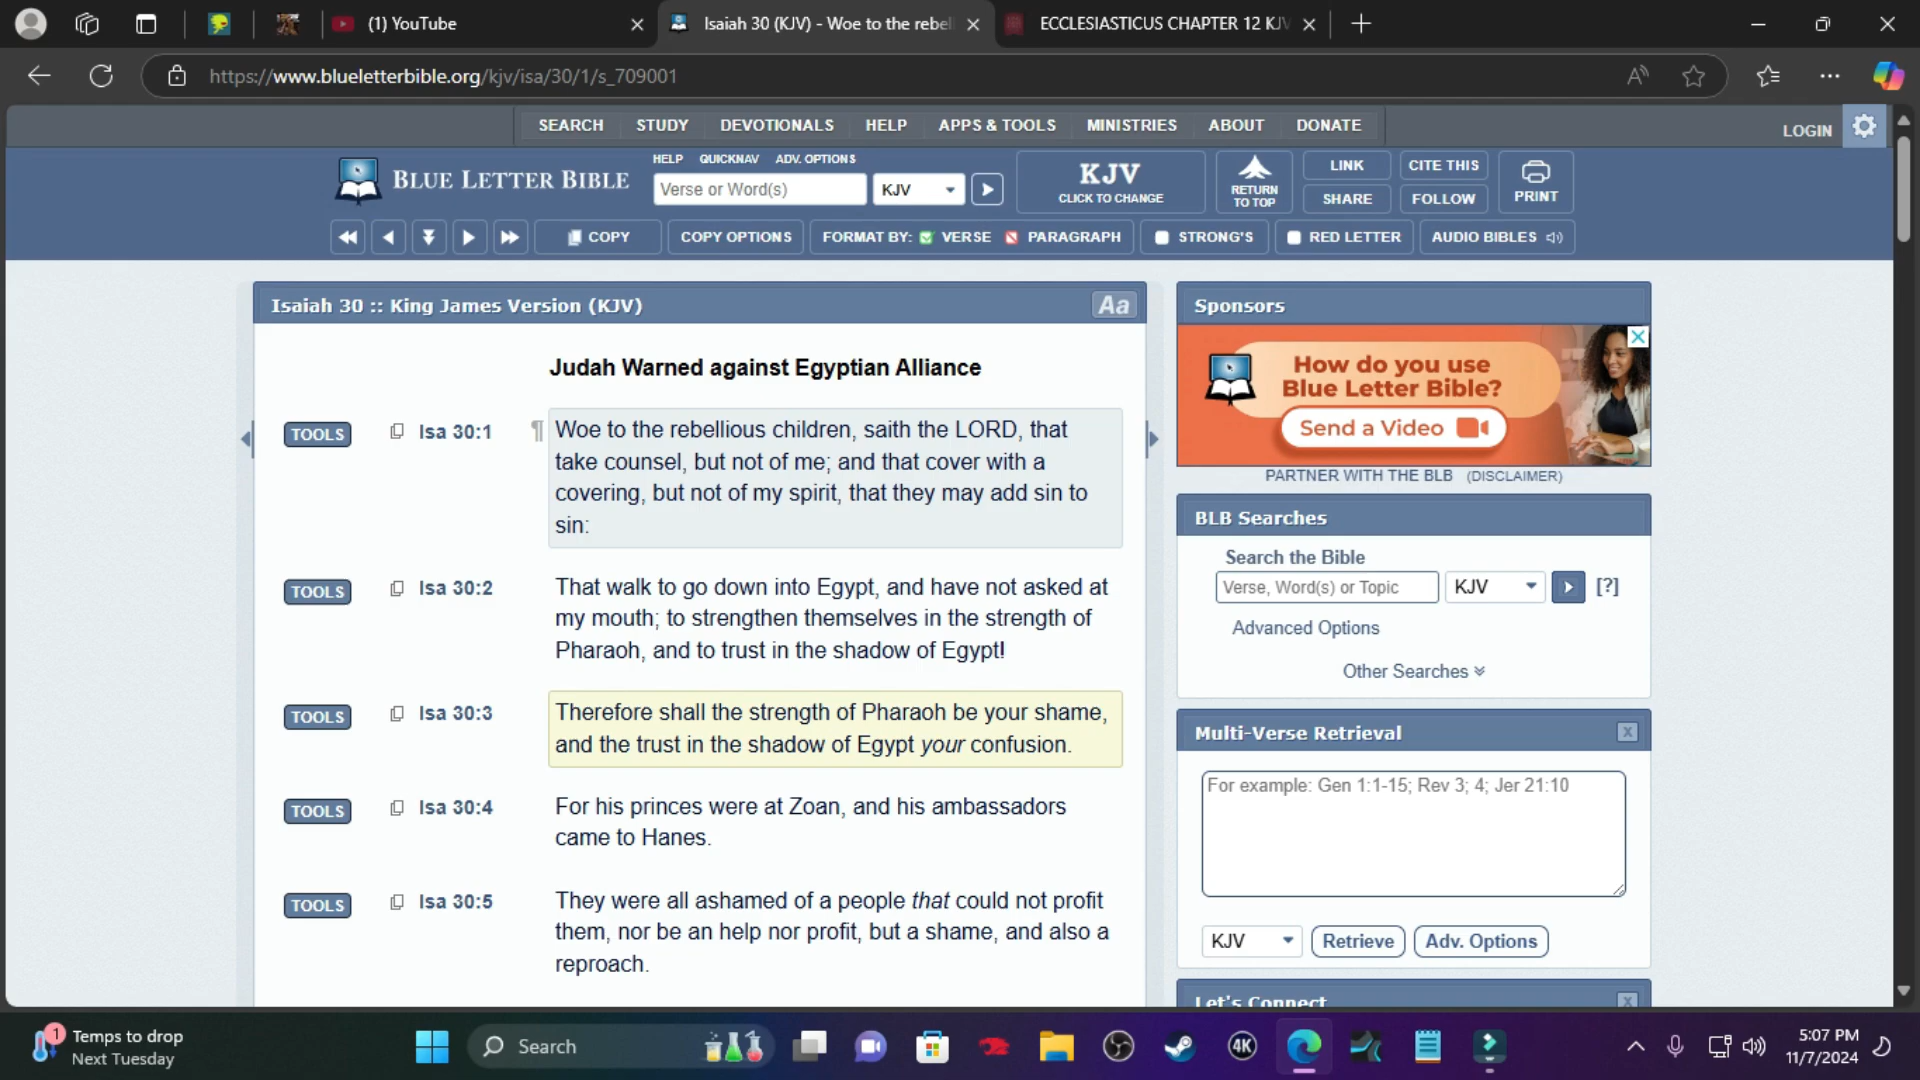 (1) YouTube
Isaiah 30 (KJV) - Woe to the rebel
ECCLESIASTICUS CHAPTER 12 KJV
https://www.blueletterbible.org/kjv/isa/30/1/s_709001
SEARCH STUDY DEVOTIONALS HELP APPS & TOOLS MINISTRIES ABOUT DONATE
LOGIN
BLUE LETTER BIBLE
HELP QUICKNAV ADV. OPTIONS
Verse or Word(s) KJV
KJV
CLICK TO CHANGE
RETURN
TO TOP
LINK CITE THIS
SHARE FOLLOW
PRINT
COPY COPY OPTIONS FORMAT BY: VERSE PARAGRAPH STRONG'S RED LETTER AUDIO BIBLES
Isaiah 30 :: King James Version (KJV) Aa
Judah Warned against Egyptian Alliance
TOOLS Isa 30:1 ¶ Woe to the rebellious children, saith the LORD, that
take counsel, but not of me; and that cover with a
covering, but not of my spirit, that they may add sin to
sin:
TOOLS Isa 30:2 That walk to go down into Egypt, and have not asked at
my mouth; to strengthen themselves in the strength of
Pharaoh, and to trust in the shadow of Egypt!
TOOLS Isa 30:3 Therefore shall the strength of Pharaoh be your shame,
and the trust in the shadow of Egypt your confusion.
TOOLS Isa 30:4 For his princes were at Zoan, and his ambassadors
came to Hanes.
TOOLS Isa 30:5 They were all ashamed of a people that could not profit
them, nor be an help nor profit, but a shame, and also a
reproach.
Sponsors
How do you use
Blue Letter Bible?
Send a Video
PARTNER WITH THE BLB (DISCLAIMER)
BLB Searches
Search the Bible
Verse, Word(s) or Topic KJV [?]
Advanced Options
Other Searches
Multi-Verse Retrieval x
For example: Gen 1:1-15; Rev 3; 4; Jer 21:10
KJV Retrieve Adv. Options
Let's Connect x
1
Temps to drop
Next Tuesday
Search
4K
5:07 PM
11/7/2024